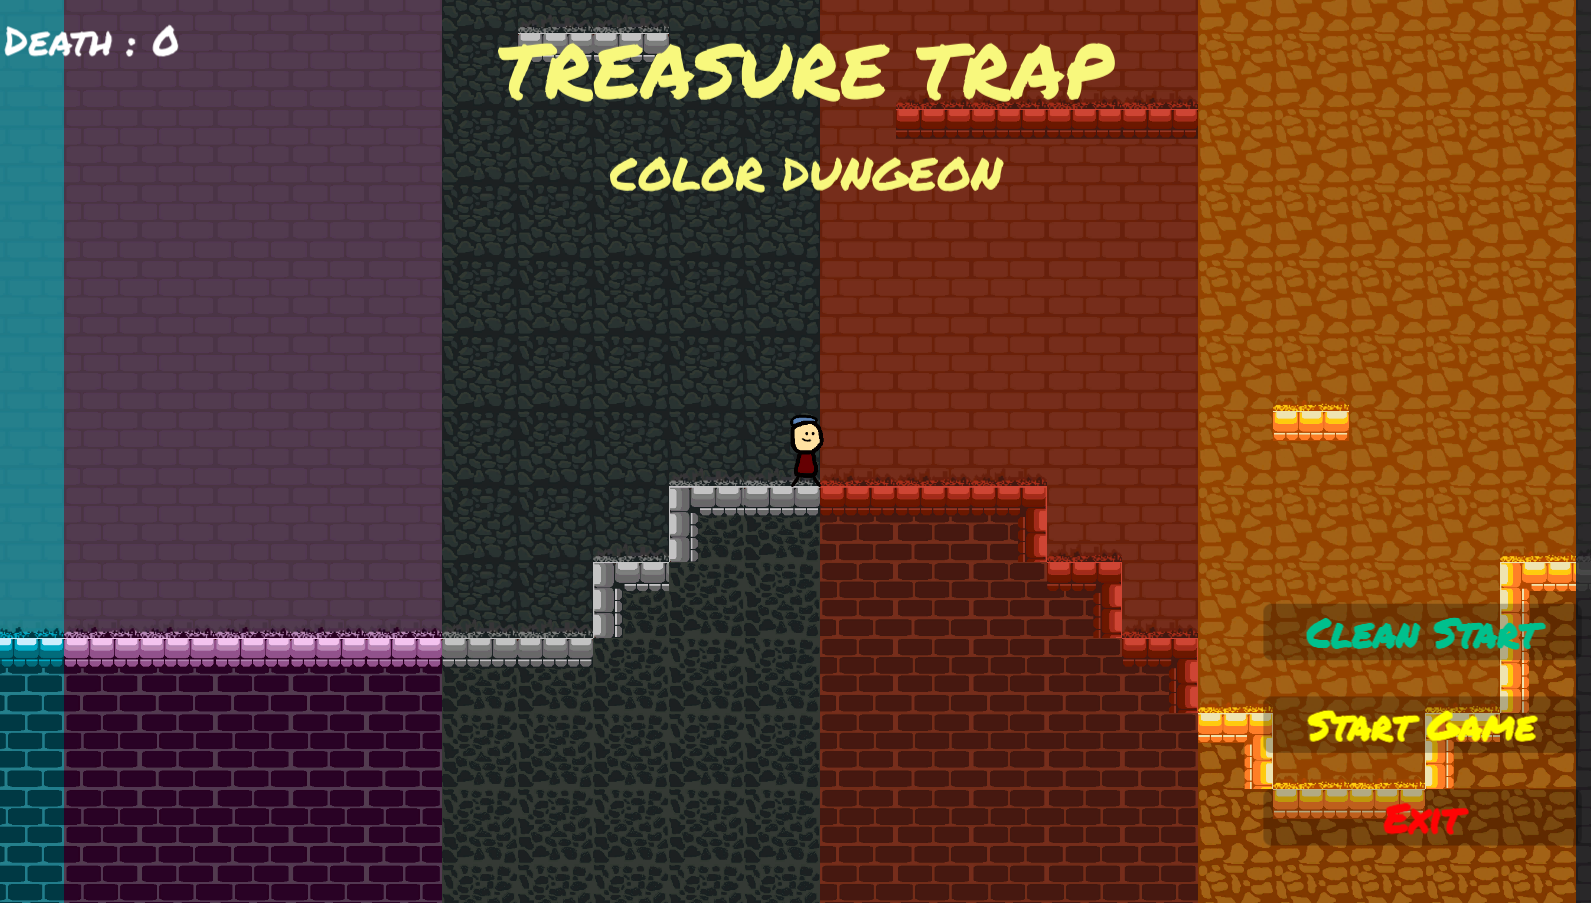 Death : 0
TREASURE TRAP
COLOR DUNGEON
Clean Start
Start Game
Exit